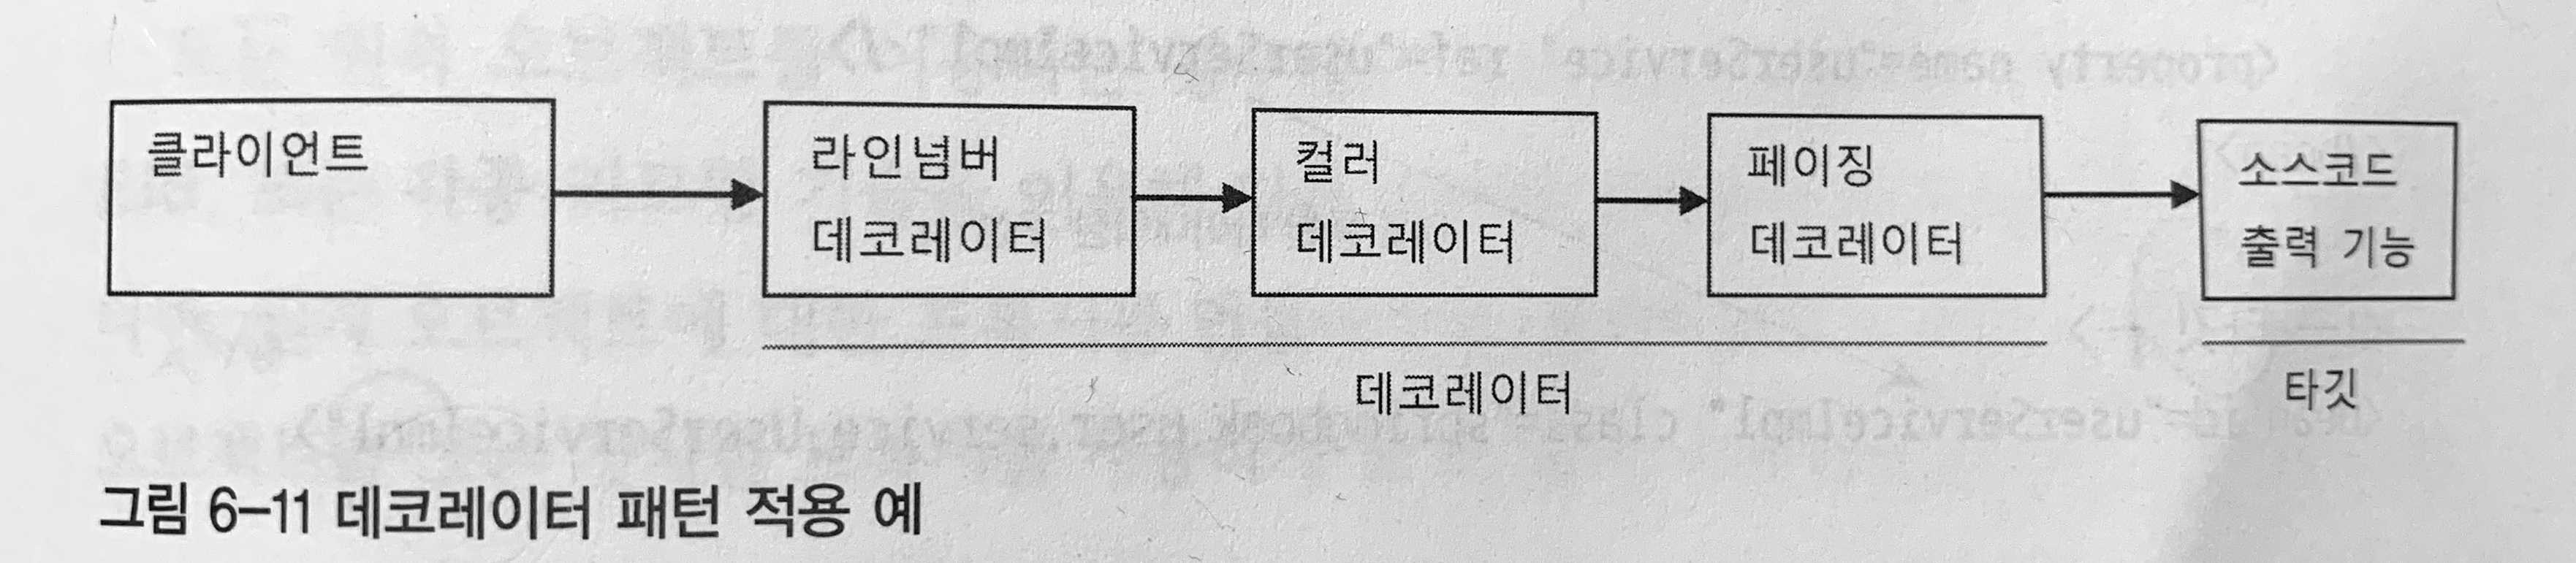 클라이언트
라인넘버
데코레이터
컬러
데코레이터
페이징
데코레이터
소스코드
출력 기능
데코레이터
타깃
그림 6-11 데코레이터 패턴 적용 예